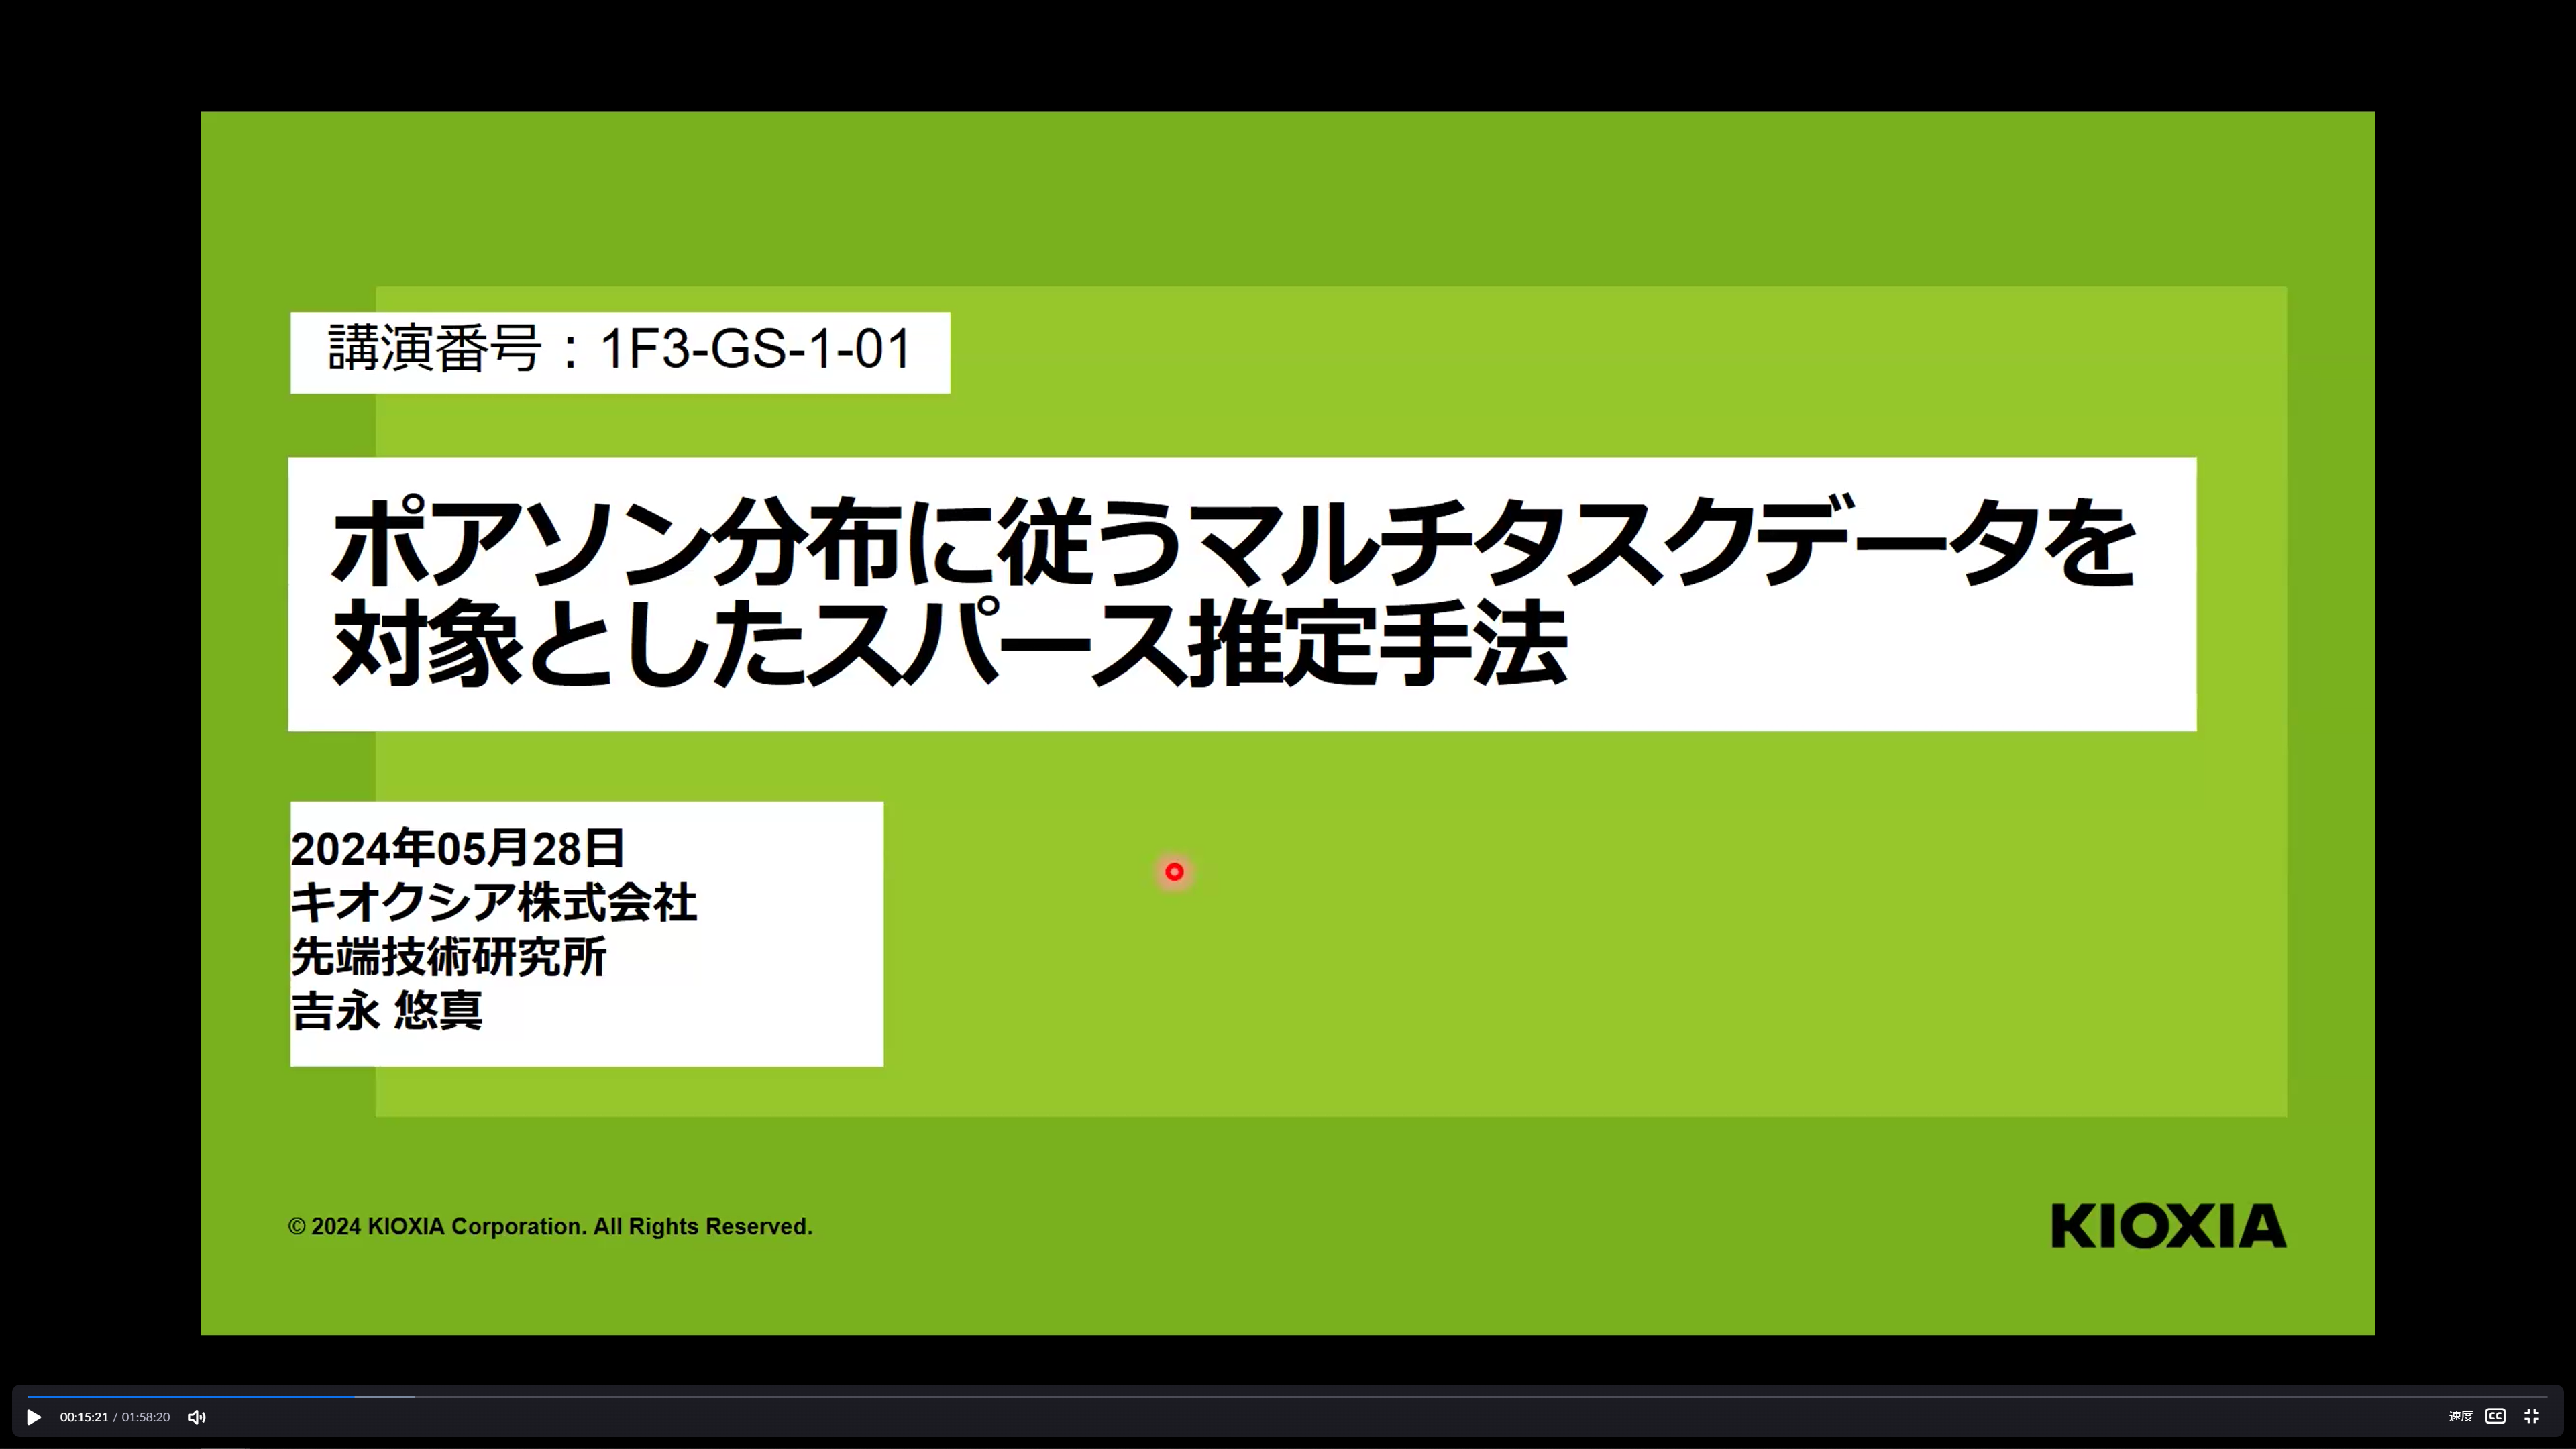 講演番号：1F3-GS-1-01
ポアソン分布に従うマルチタスクデータを
対象としたスパース推定手法
2024年05月28日
キオクシア株式会社
先端技術研究所
吉永 悠真
© 2024 KIOXIA Corporation. All Rights Reserved.
KIOXIA
00:15:21 / 01:58:20
速度
CC